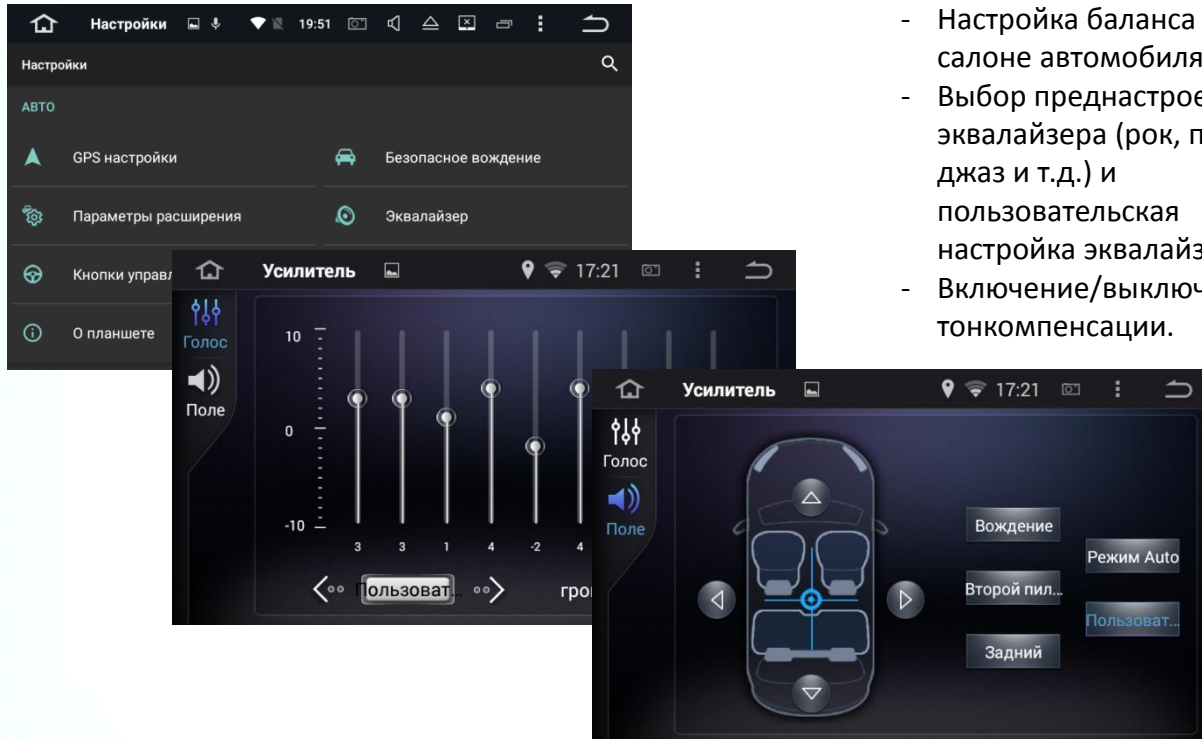 Настройки 19:51
Настройки
АВТО
GPS настройки
Безопасное вождение
Параметры расширения
Эквалайзер
Кнопки управл
О планшете
- Настройка баланса
салоне автомобиля
- Выбор преднастрое
эквалайзера (рок, п
джаз и т.д.) и
пользовательская
настройка эквалайз
- Включение/выключ
тонкомпенсации.
Усилитель 17:21
Голос
Поле
10
0
-10
3 3 1 4 -2 4
Пользоват...
гро
Усилитель 17:21
Голос
Поле
Вождение
Режим Auto
Второй пил...
Пользоват...
Задний